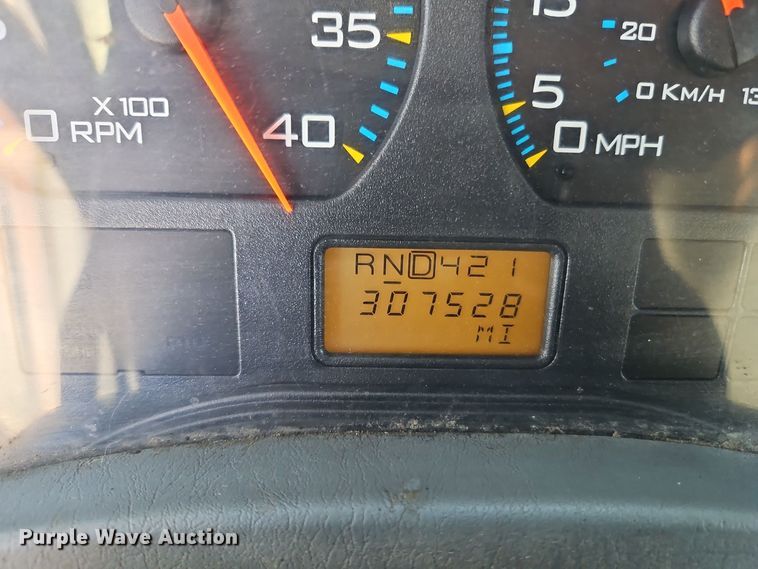 35
40
X100
0 RPM
15
20
5
0 KM/H
0 MPH
RND421
307528
MI
Purple Wave Auction